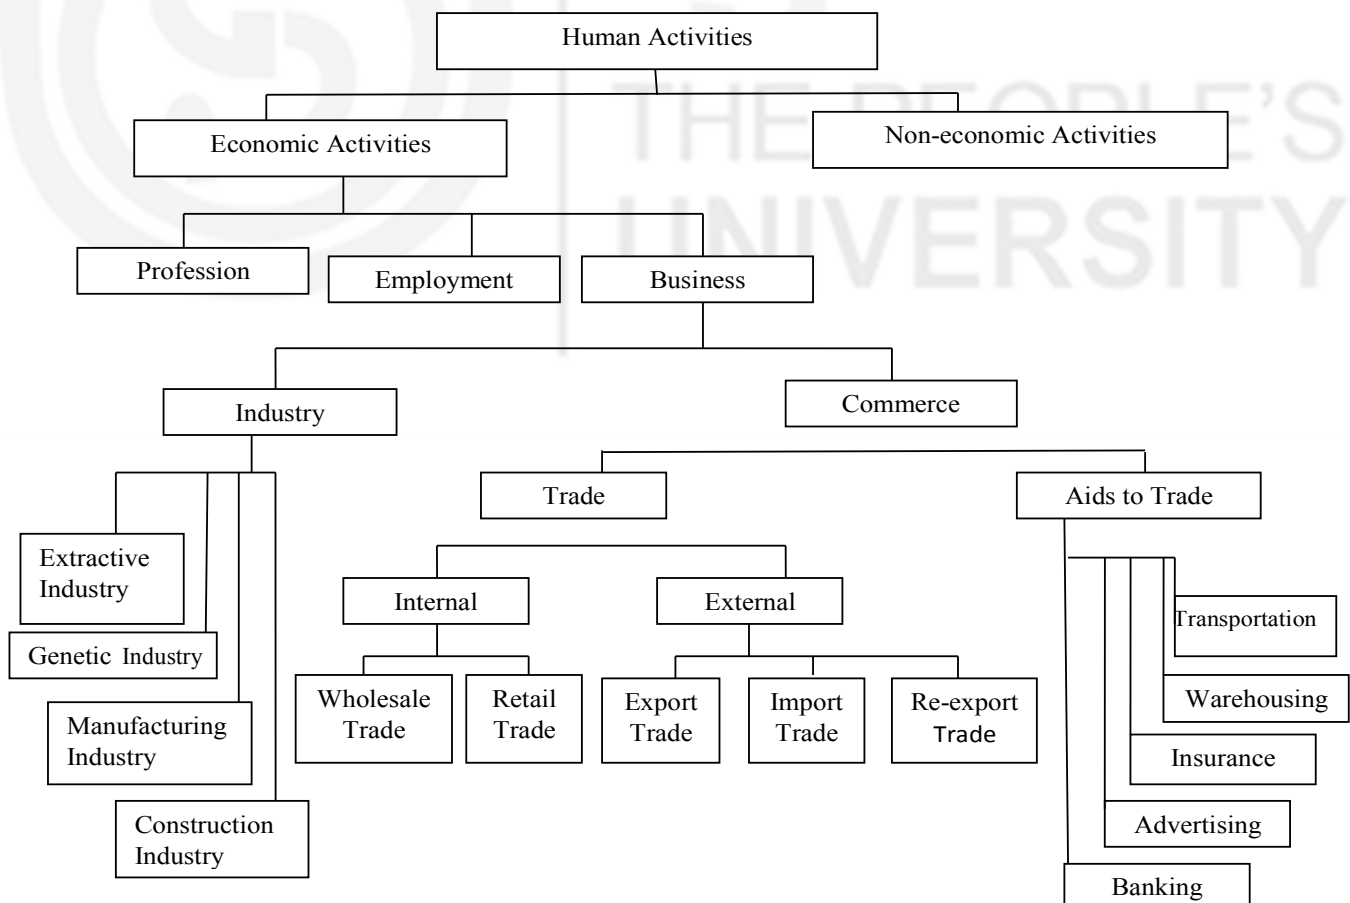 Human Activities
THE PEOPLE'S
UNIVERSITY
Economic Activities
Non-economic Activities
Profession
Employment
Business
Industry
Commerce
Trade
Aids to Trade
Extractive
Industry
Genetic Industry
Manufacturing
Industry
Construction
Industry
Internal
External
Wholesale
Trade
Retail
Trade
Export
Trade
Import
Trade
Re-export
Trade
Transportation
Warehousing
Insurance
Advertising
Banking